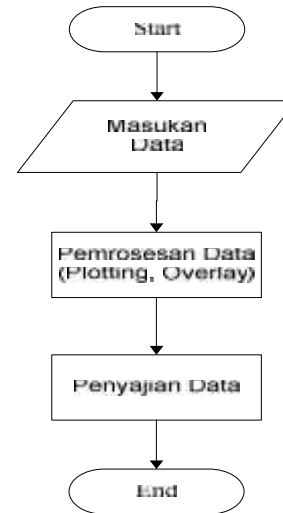 Start
Masukan
Data
Pemrosesan Data
(Plotting, Overlay)
Penyajian Data
End